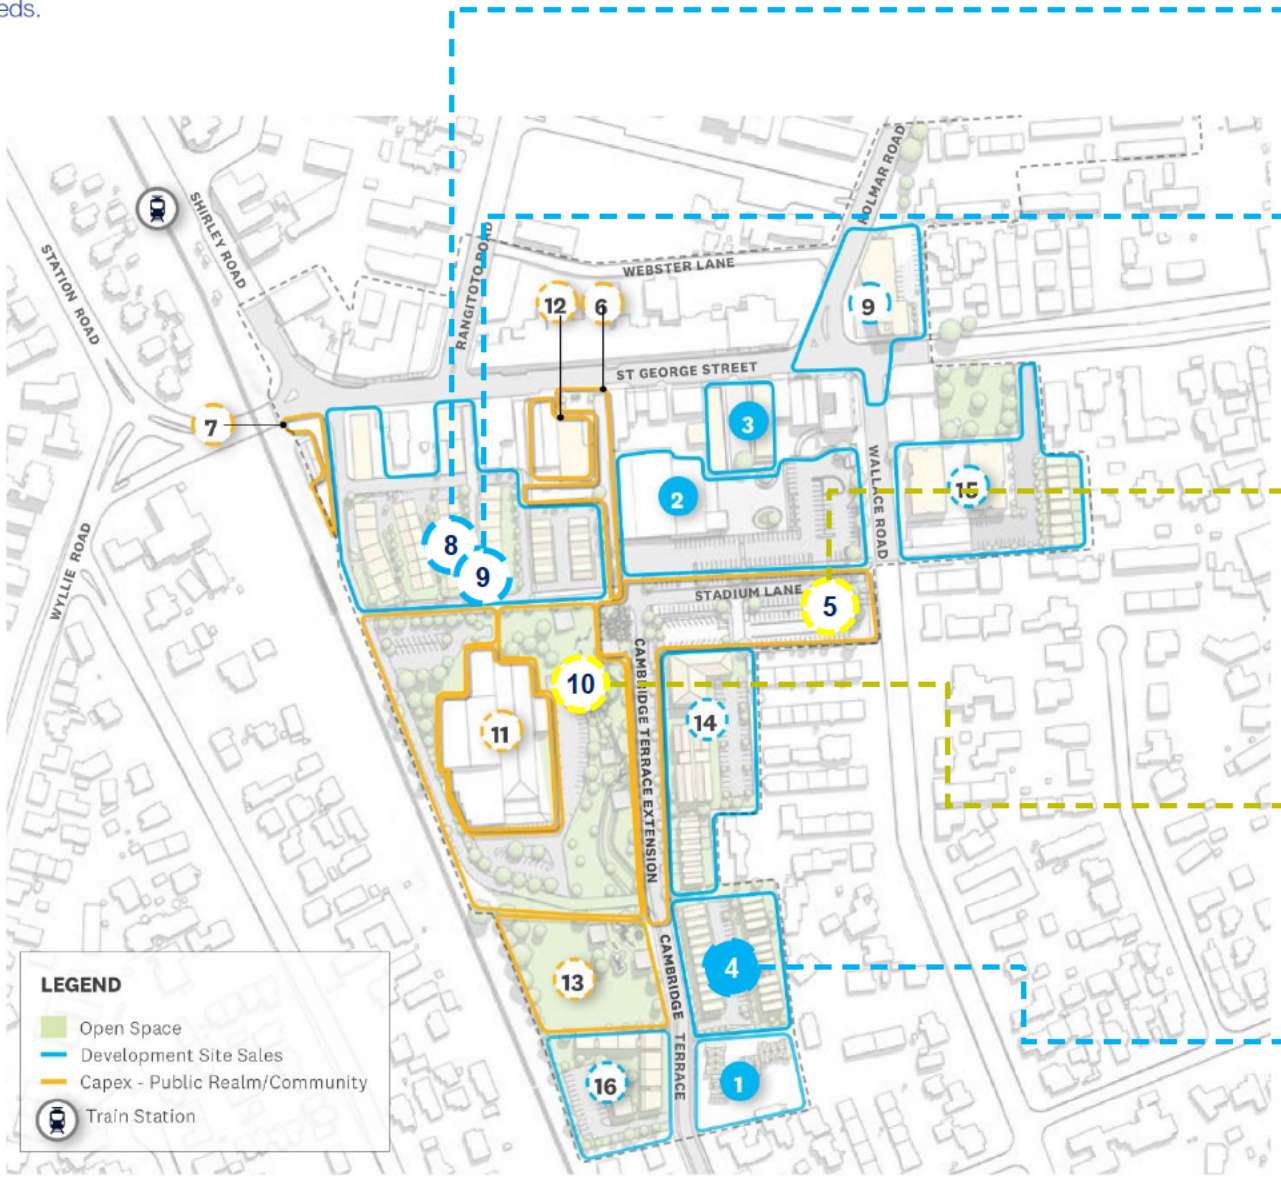 eds.
SHIRLEY ROAD
STATION ROAD
RANGITOTO ROAD
WEBSTER LANE
HOLMAR ROAD
12
6
9
ST GEORGE STREET
7
3
2
15
WALLACE ROAD
8
9
WYLLIE ROAD
STADIUM LANE
5
10
CAMBRIDGE TERRACE EXTENSION
11
14
CAMBRIDGE TERRACE
4
13
16
1
LEGEND
Open Space
Development Site Sales
Capex - Public Realm/Community
Train Station